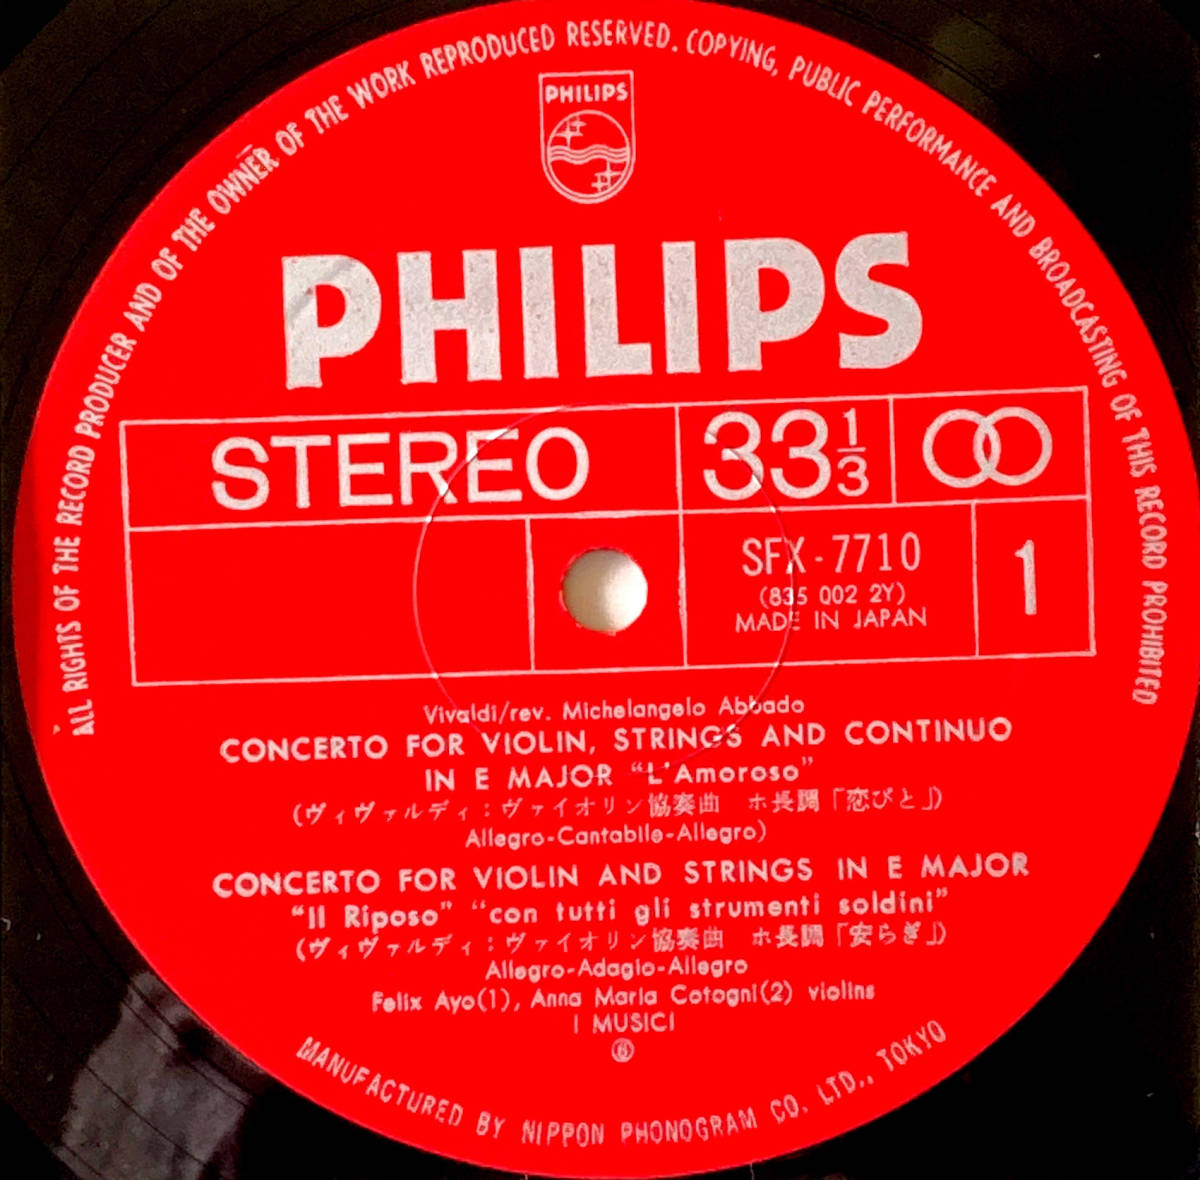 ALL RIGHTS OF THE RECORD PRODUCER AND OF THE OWNER OF THE WORK REPRODUCED RESERVED. COPYING, PUBLIC PERFORMANCE AND BROADCASTING OF THIS RECORD PROHIBITED
PHILIPS
PHILIPS
STEREO 33 1/3
SFX-7710 1
(835 002 2Y)
MADE IN JAPAN
Vivaldi/rev. Michelangelo Abbado
CONCERTO FOR VIOLIN, STRINGS AND CONTINUO
IN E MAJOR "L'Amoroso"
(ヴィヴァルディ:ヴァイオリン協奏曲 ホ長調「恋びと」)
Allegro-Cantabile-Allegro)
CONCERTO FOR VIOLIN AND STRINGS IN E MAJOR
"Il Riposo" "con tutti gli strumenti soldini"
(ヴィヴァルディ:ヴァイオリン協奏曲 ホ長調「安らぎ」)
Allegro-Adagio-Allegro
Felix Ayo(1), Anna Maria Cotogni(2) violins
I MUSICI
MANUFACTURED BY NIPPON PHONOGRAM CO. LTD., TOKYO